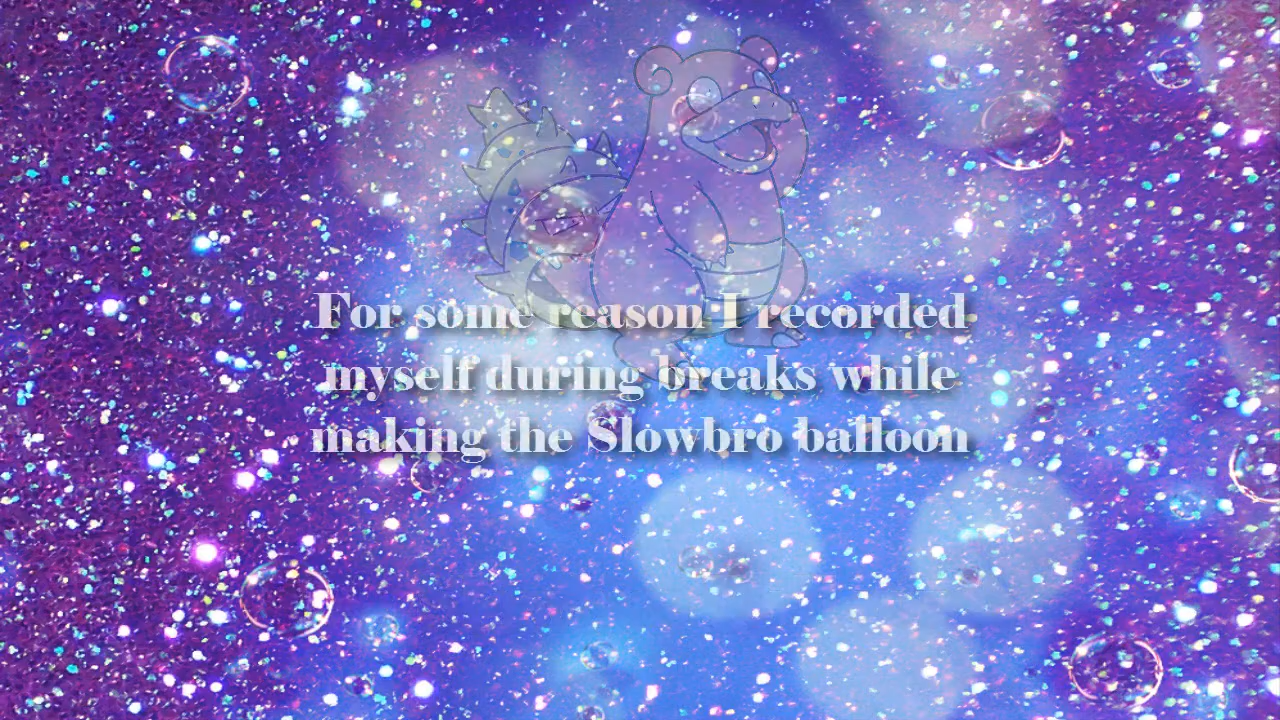 For some reason I recorded
myself during breaks while
making the Slowbro balloon